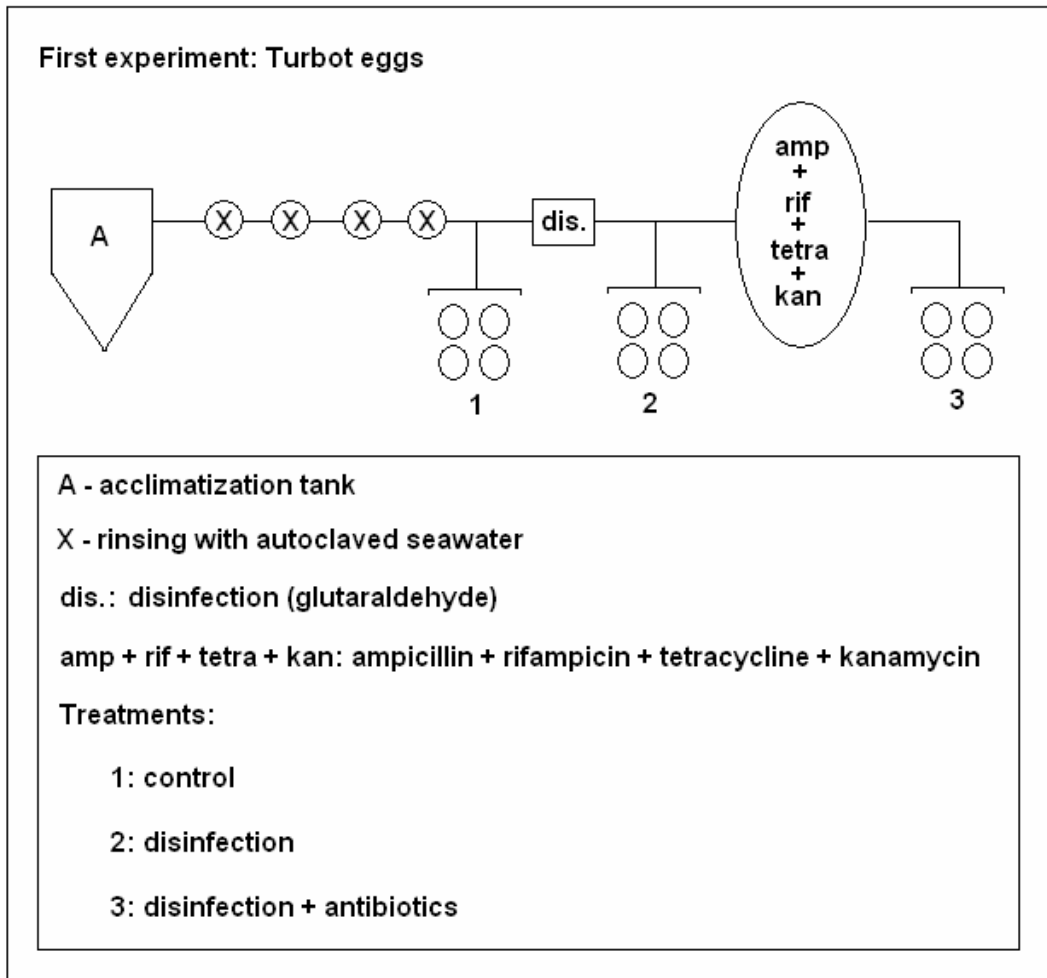 First experiment: Turbot eggs
A
X X X X
dis.
amp
+
rif
+
tetra
+
kan
1 2 3
A - acclimatization tank
X - rinsing with autoclaved seawater
dis.: disinfection (glutaraldehyde)
amp + rif + tetra + kan: ampicillin + rifampicin + tetracycline + kanamycin
Treatments:
1: control
2: disinfection
3: disinfection + antibiotics